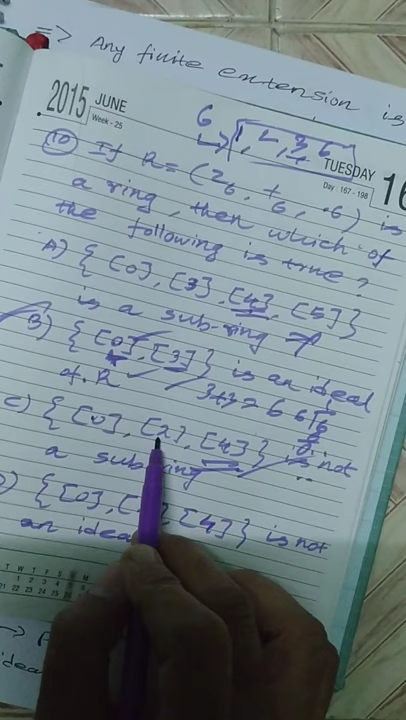 => Any finite extension is
2015 JUNE
Week - 25
6
1, 2, 3, 6
TUESDAY
Day : 167 - 198
16
10) If R = (Z6, +6, ·6) is
a ring, then which of
the following is true?
A) {[0], [3], [4], [5]}
is a sub-ring
B) {[0], [3]} is an ideal
of R
3+3=6
C) {[0], [2], [4]} is not
a sub ring
D) {[0], [4]} is not
an idea
T W T F S S M